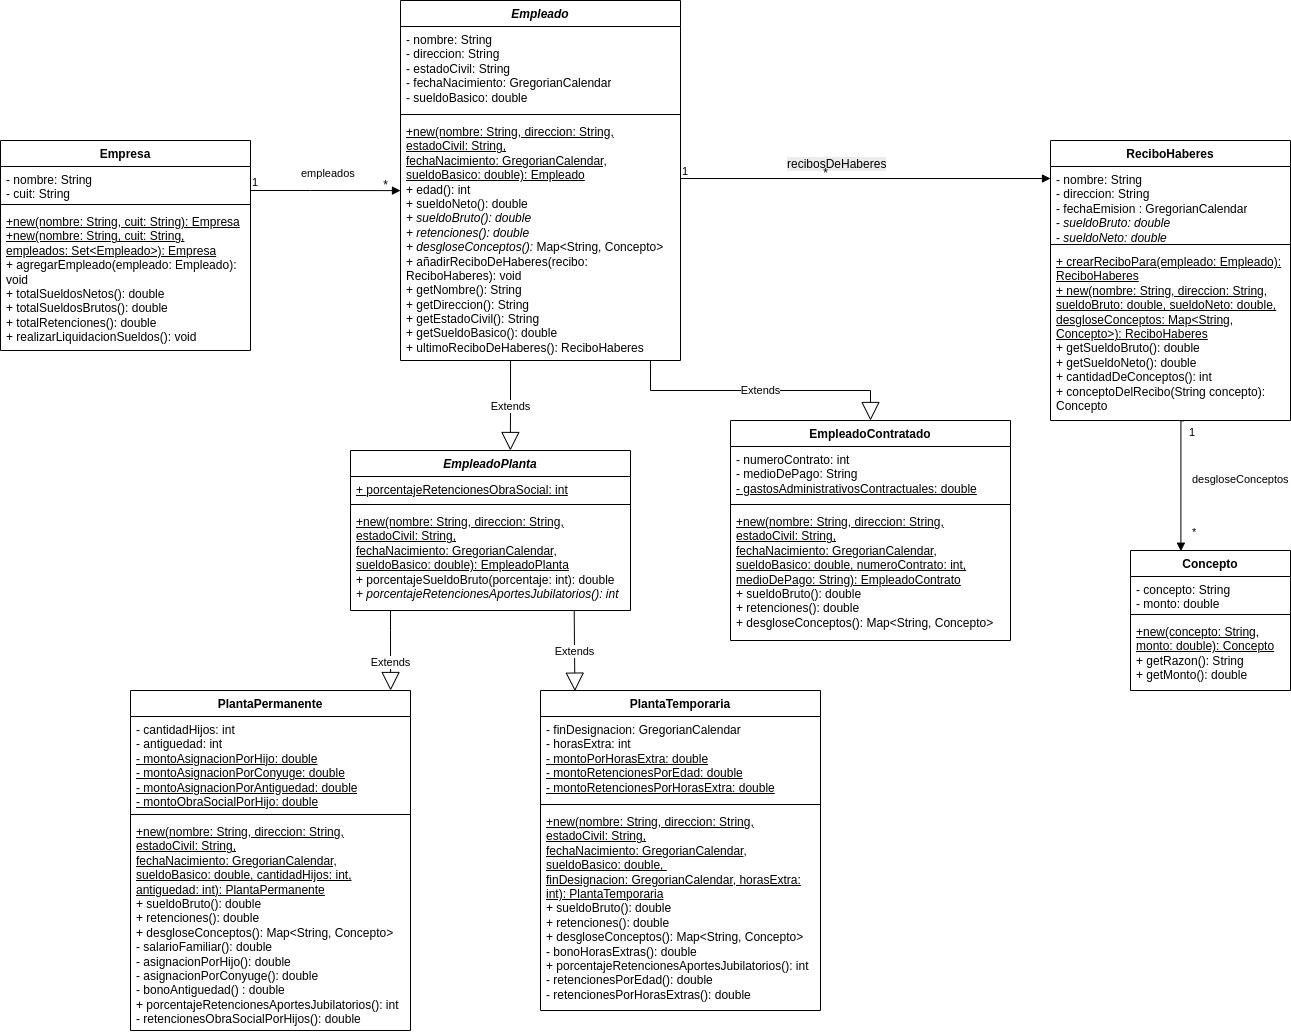 Empleado
- nombre: String
- direccion: String
- estadoCivil: String
- fechaNacimiento: GregorianCalendar
- sueldoBasico: double
+new(nombre: String, direccion: String,
estadoCivil: String,
fechaNacimiento: GregorianCalendar,
sueldoBasico: double): Empleado
+ edad(): int
+ sueldoNeto(): double
+ sueldoBruto(): double
+ retenciones(): double
+ desgloseConceptos(): Map<String, Concepto>
+ añadirReciboDeHaberes(recibo:
ReciboHaberes): void
+ getNombre(): String
+ getDireccion(): String
+ getEstadoCivil(): String
+ getSueldoBasico(): double
+ ultimoReciboDeHaberes(): ReciboHaberes
Empresa
- nombre: String
- cuit: String
+new(nombre: String, cuit: String): Empresa
+new(nombre: String, cuit: String,
empleados: Set<Empleado>): Empresa
+ agregarEmpleado(empleado: Empleado):
void
+ totalSueldosNetos(): double
+ totalSueldosBrutos(): double
+ totalRetenciones(): double
+ realizarLiquidacionSueldos(): void
1
empleados
*
1
recibosDeHaberes
*
ReciboHaberes
- nombre: String
- direccion: String
- fechaEmision : GregorianCalendar
- sueldoBruto: double
- sueldoNeto: double
+ crearReciboPara(empleado: Empleado):
ReciboHaberes
+ new(nombre: String, direccion: String,
sueldoBruto: double, sueldoNeto: double,
desgloseConceptos: Map<String,
Concepto>): ReciboHaberes
+ getSueldoBruto(): double
+ getSueldoNeto(): double
+ cantidadDeConceptos(): int
+ conceptoDelRecibo(String concepto):
Concepto
1
desgloseConceptos
*
Concepto
- concepto: String
- monto: double
+new(concepto: String,
monto: double): Concepto
+ getRazon(): String
+ getMonto(): double
Extends
Extends
EmpleadoPlanta
+ porcentajeRetencionesObraSocial: int
+new(nombre: String, direccion: String,
estadoCivil: String,
fechaNacimiento: GregorianCalendar,
sueldoBasico: double): EmpleadoPlanta
+ porcentajeSueldoBruto(porcentaje: int): double
+ porcentajeRetencionesAportesJubilatorios(): int
EmpleadoContratado
- numeroContrato: int
- medioDePago: String
- gastosAdministrativosContractuales: double
+new(nombre: String, direccion: String,
estadoCivil: String,
fechaNacimiento: GregorianCalendar,
sueldoBasico: double, numeroContrato: int,
medioDePago: String): EmpleadoContrato
+ sueldoBruto(): double
+ retenciones(): double
+ desgloseConceptos(): Map<String, Concepto>
Extends
Extends
PlantaPermanente
- cantidadHijos: int
- antiguedad: int
- montoAsignacionPorHijo: double
- montoAsignacionPorConyuge: double
- montoAsignacionPorAntiguedad: double
- montoObraSocialPorHijo: double
+new(nombre: String, direccion: String,
estadoCivil: String,
fechaNacimiento: GregorianCalendar,
sueldoBasico: double, cantidadHijos: int,
antiguedad: int): PlantaPermanente
+ sueldoBruto(): double
+ retenciones(): double
+ desgloseConceptos(): Map<String, Concepto>
- salarioFamiliar(): double
- asignacionPorHijo(): double
- asignacionPorConyuge(): double
- bonoAntiguedad() : double
+ porcentajeRetencionesAportesJubilatorios(): int
- retencionesObraSocialPorHijos(): double
PlantaTemporaria
- finDesignacion: GregorianCalendar
- horasExtra: int
- montoPorHorasExtra: double
- montoRetencionesPorEdad: double
- montoRetencionesPorHorasExtra: double
+new(nombre: String, direccion: String,
estadoCivil: String,
fechaNacimiento: GregorianCalendar,
sueldoBasico: double,
finDesignacion: GregorianCalendar, horasExtra:
int): PlantaTemporaria
+ sueldoBruto(): double
+ retenciones(): double
+ desgloseConceptos(): Map<String, Concepto>
- bonoHorasExtras(): double
+ porcentajeRetencionesAportesJubilatorios(): int
- retencionesPorEdad(): double
- retencionesPorHorasExtras(): double